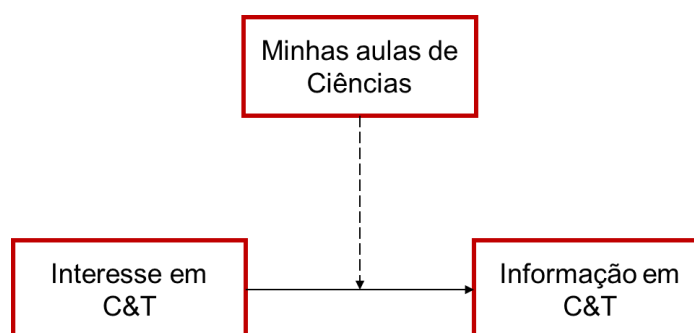 Minhas aulas de
Ciências
Interesse em
C&T
Informação em
C&T